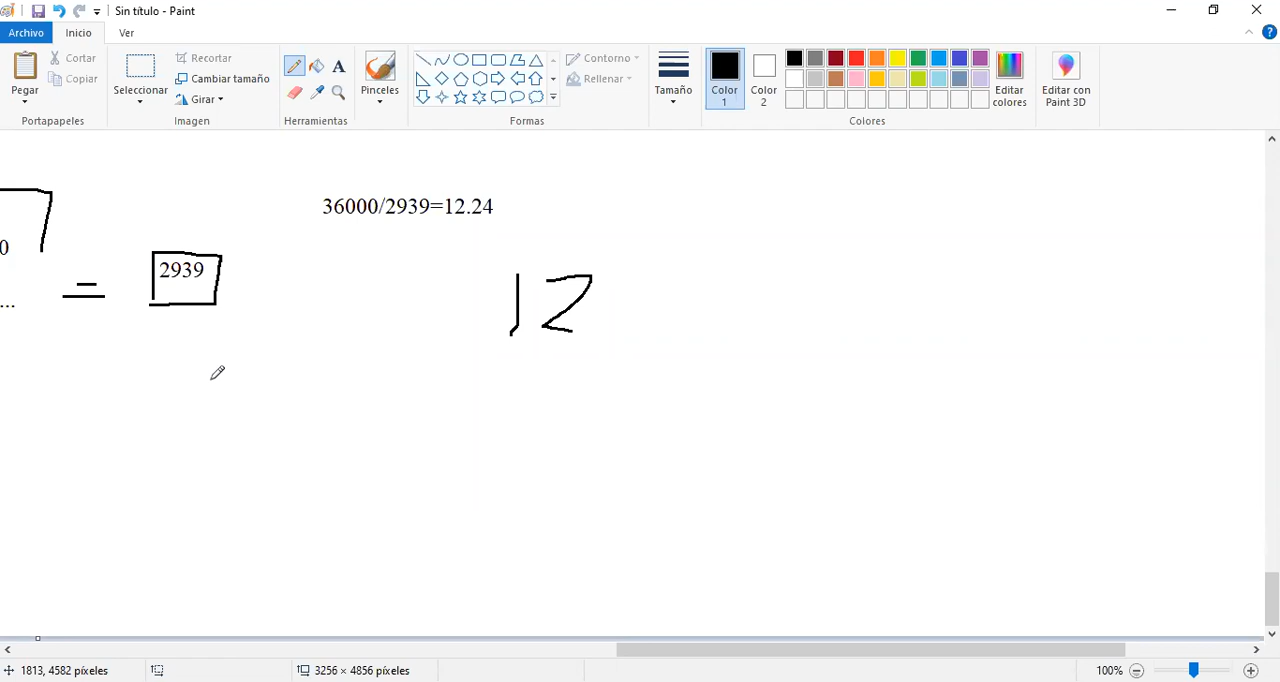 Sin título - Paint
Archivo Inicio Ver
Pegar
Cortar
Copiar
Portapapeles
Seleccionar
Recortar
Cambiar tamaño
Girar
Imagen
A
Herramientas
Pinceles
Contorno
Rellenar
Formas
Tamaño
Color 1
Color 2
Editar colores
Colores
Editar con Paint 3D
36000/2939=12.24
0
...
=
2939
12
1813, 4582 píxeles
3256 × 4856 píxeles
100%